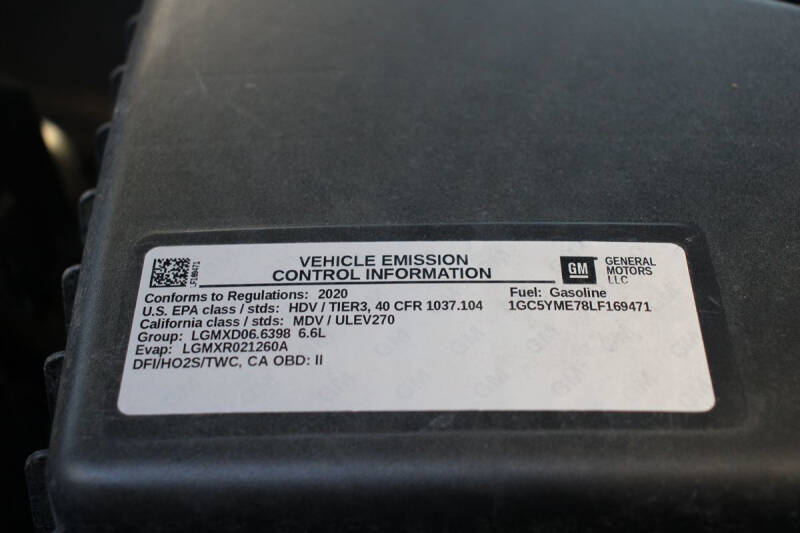 LF169471
VEHICLE EMISSION
CONTROL INFORMATION
GM
GENERAL
MOTORS
LLC
Conforms to Regulations: 2020
Fuel: Gasoline
U.S. EPA class / stds: HDV / TIER3, 40 CFR 1037.104
1GC5YME78LF169471
California class / stds: MDV / ULEV270
Group: LGMXD06.6398 6.6L
Evap: LGMXR021260A
DFI/HO2S/TWC, CA OBD: II